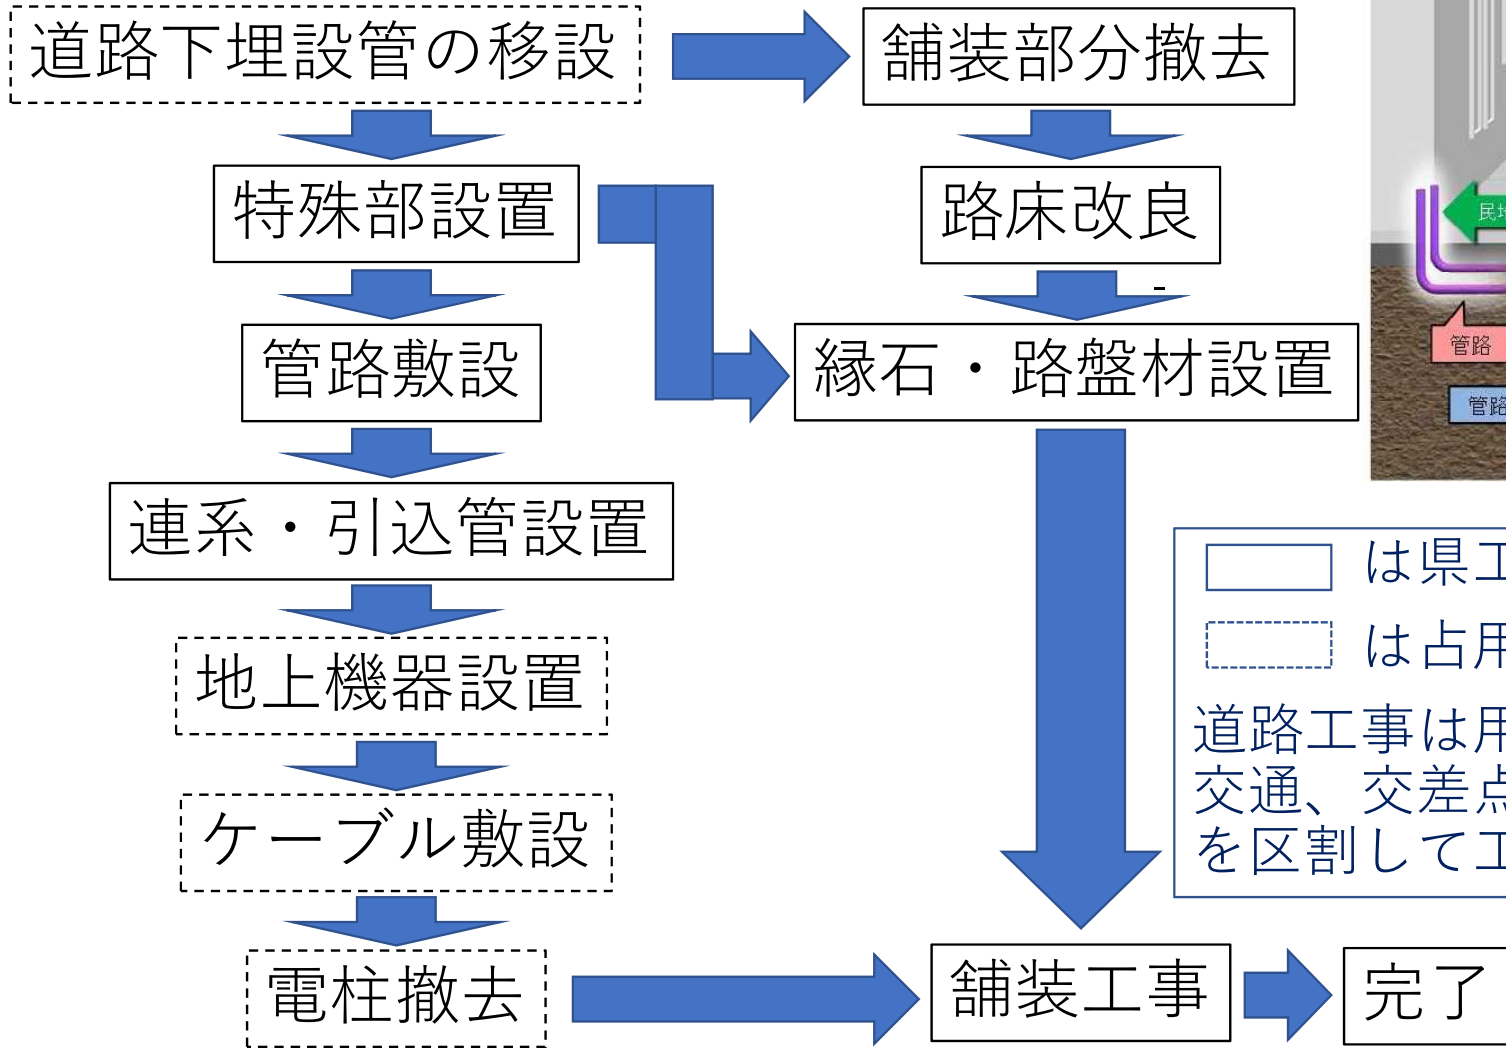 道路下埋設管の移設
舗装部分撤去
特殊部設置
路床改良
管路敷設
縁石・路盤材設置
連系・引込管設置
地上機器設置
ケーブル敷設
電柱撤去
舗装工事
完了
民地
管路
管路
は県工
は占用
道路工事は用
交通、交差点
を区割して工